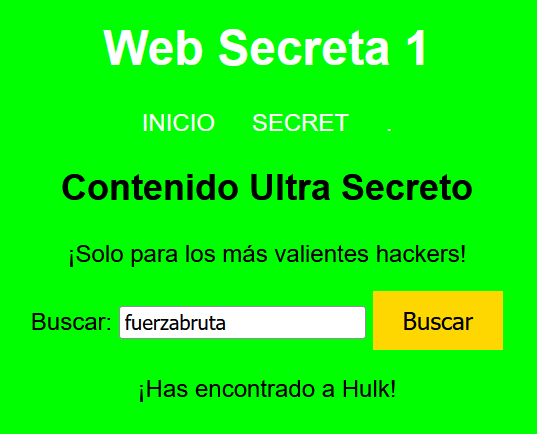 Web Secreta 1
INICIO SECRET .
Contenido Ultra Secreto
¡Solo para los más valientes hackers!
Buscar: fuerzabruta Buscar
¡Has encontrado a Hulk!